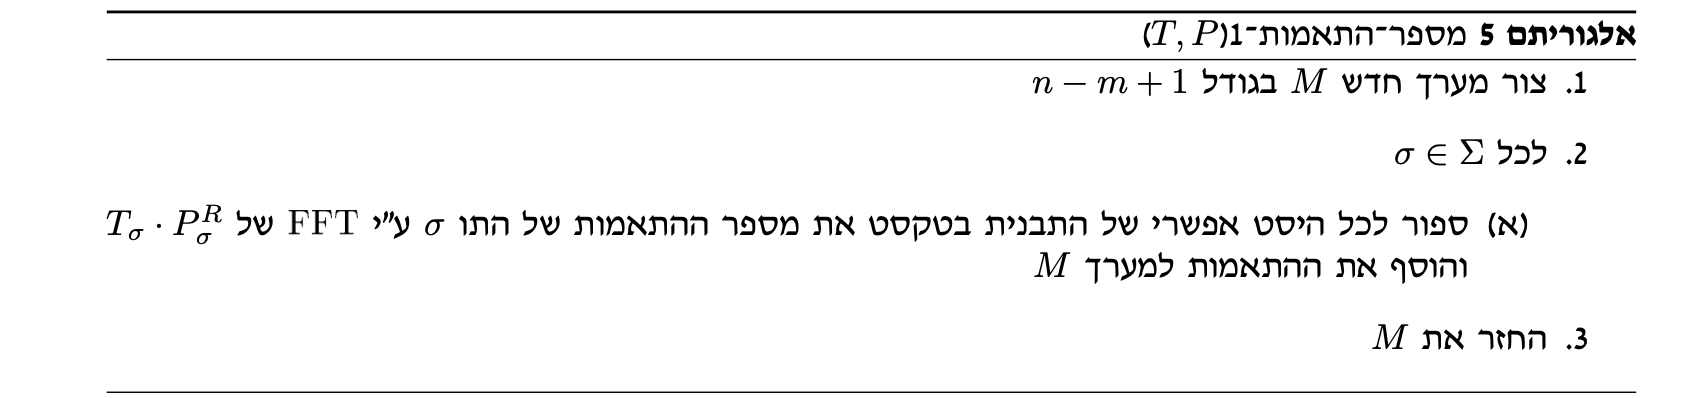 אלגוריתם 5 מספר־התאמות־1(T, P)
1. צור מערך חדש M בגודל n − m + 1
2. לכל σ ∈ Σ
(א) ספור לכל היסט אפשרי של התבנית בטקסט את מספר ההתאמות של התו σ ע"י FFT של T_σ · P_σ^R
והוסף את ההתאמות למערך M
3. החזר את M